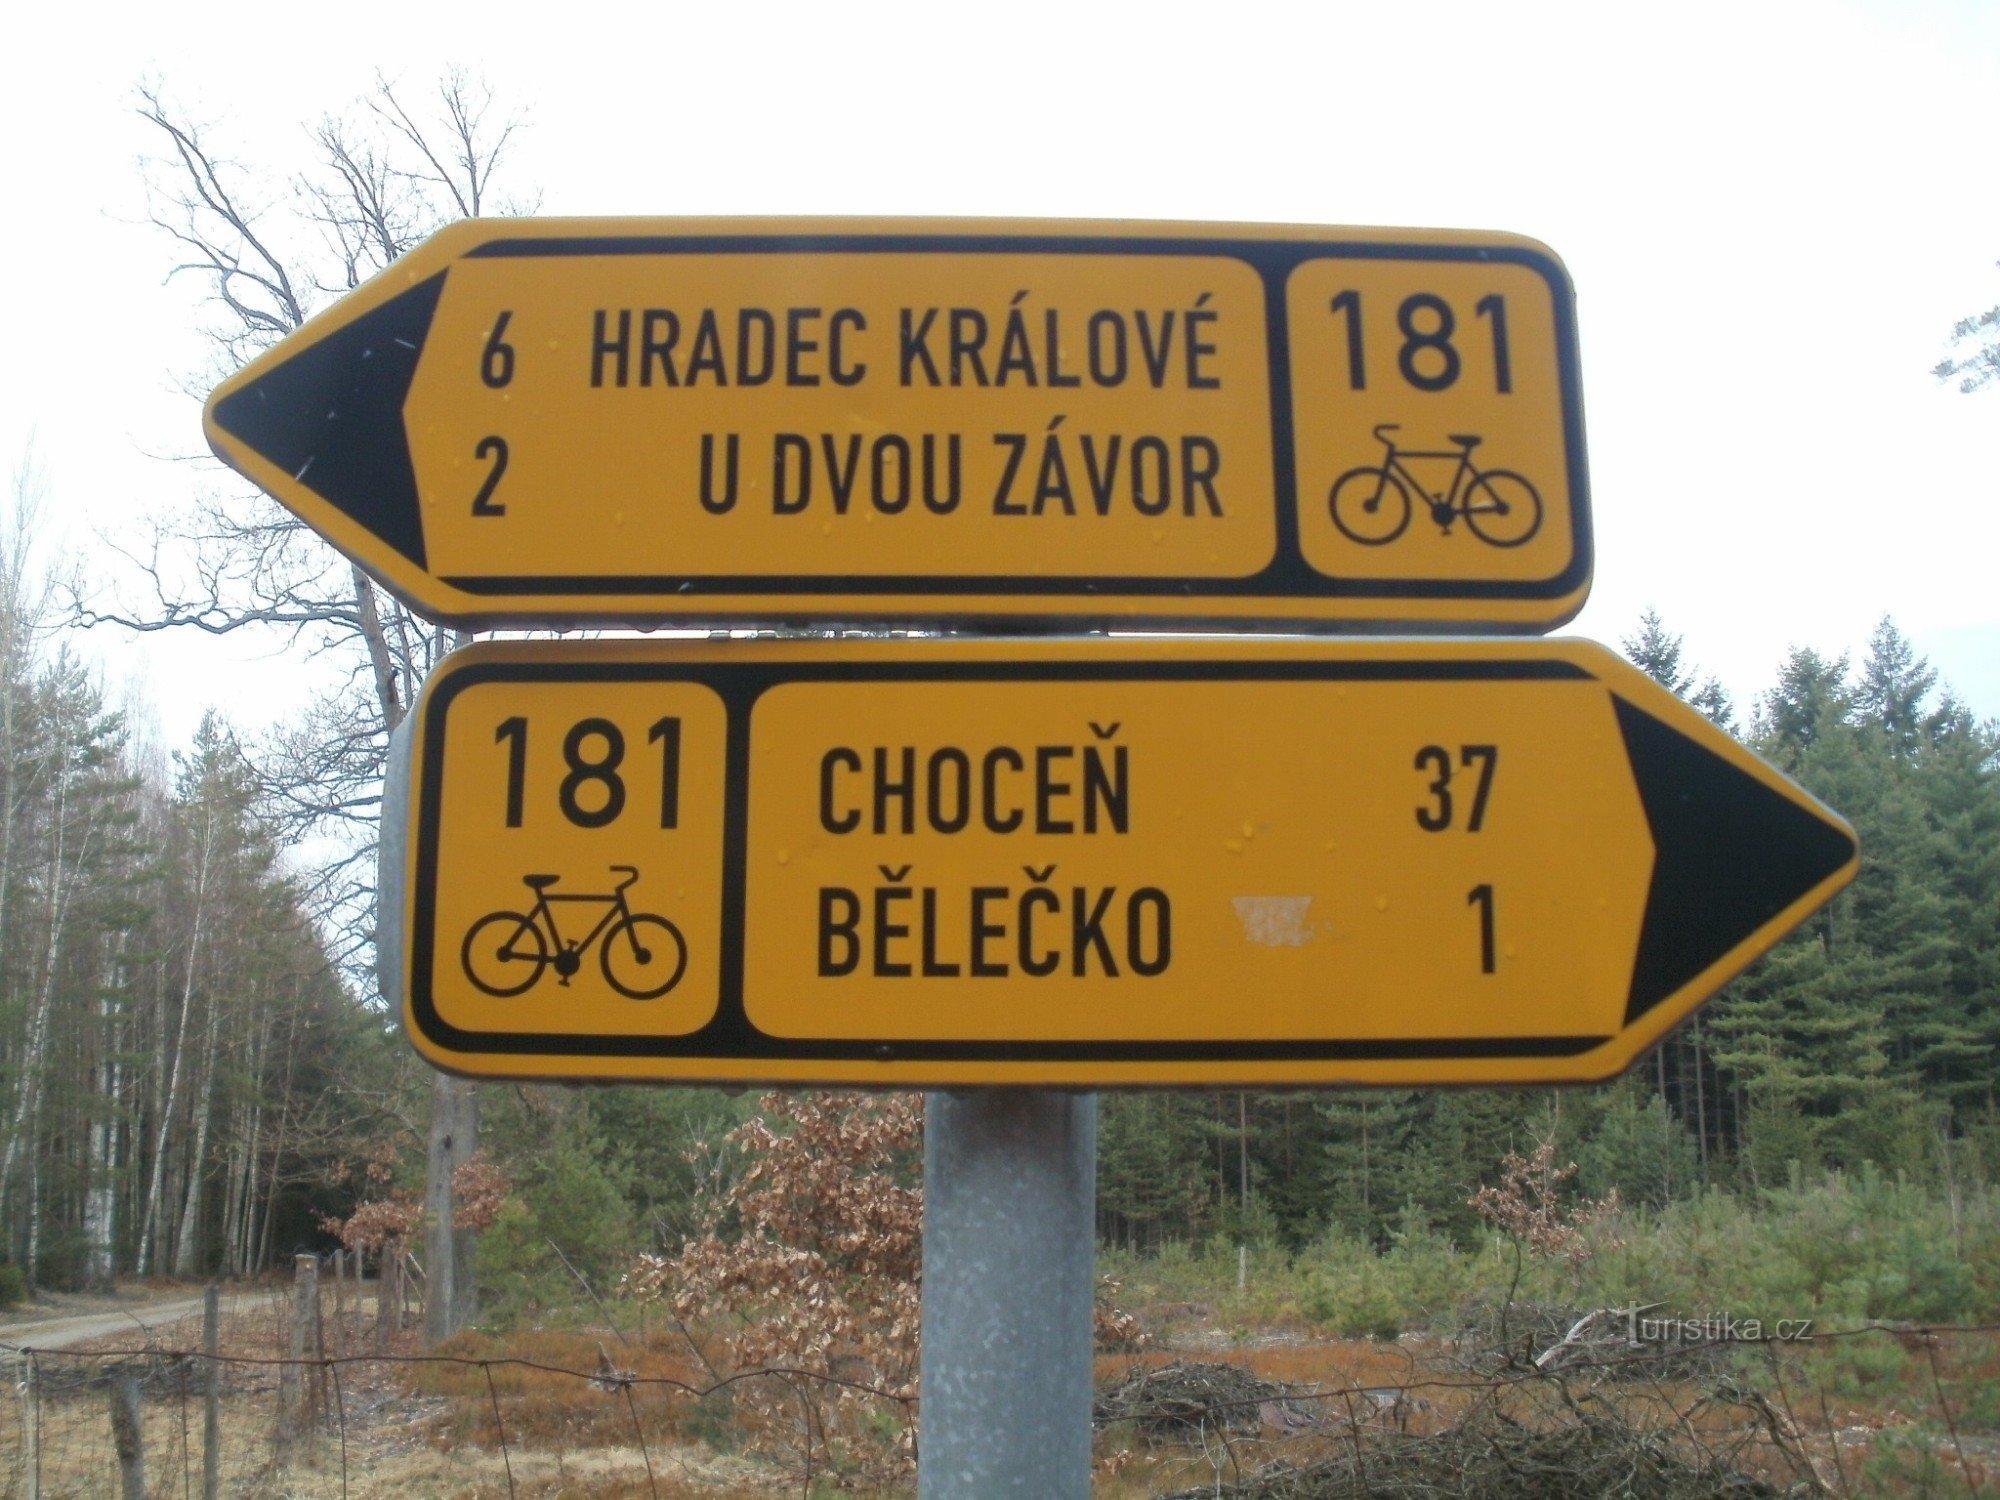 6 HRADEC KRÁLOVÉ 181
2 U DVOU ZÁVOR
181 CHOCEŇ 37
BĚLEČKO 1
Turistika.cz